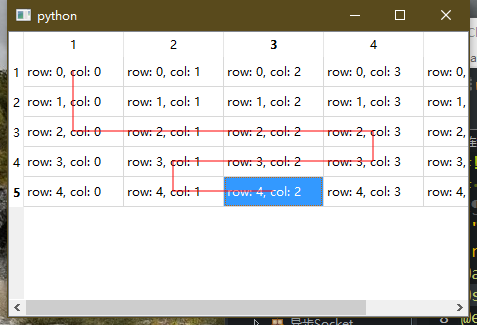 python
1 2 3 4
1 row: 0, col: 0 row: 0, col: 1 row: 0, col: 2 row: 0, col: 3 row: 0,
2 row: 1, col: 0 row: 1, col: 1 row: 1, col: 2 row: 1, col: 3 row: 1,
3 row: 2, col: 0 row: 2, col: 1 row: 2, col: 2 row: 2, col: 3 row: 2,
4 row: 3, col: 0 row: 3, col: 1 row: 3, col: 2 row: 3, col: 3 row: 3,
5 row: 4, col: 0 row: 4, col: 1 row: 4, col: 2 row: 4, col: 3 row: 4,
异步Socket